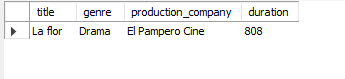 title genre production_company duration
La flor Drama El Pampero Cine 808